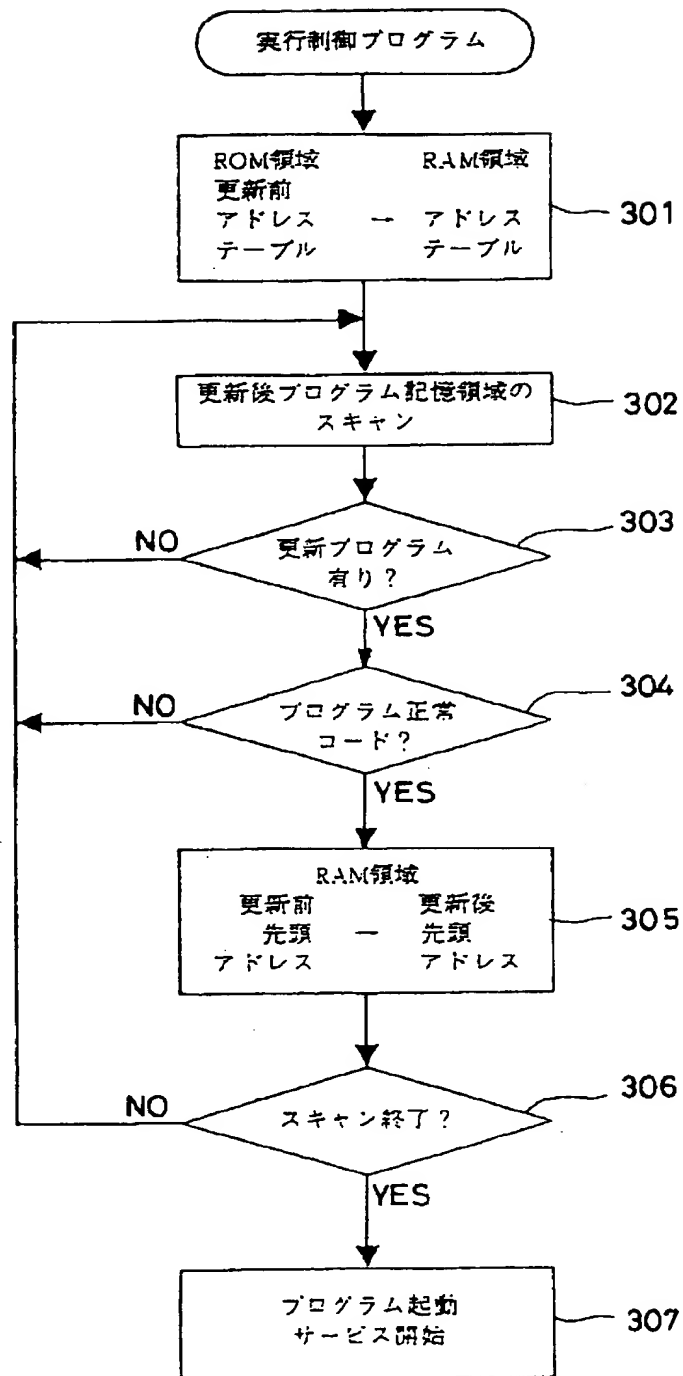 実行制御プログラム
ROM領域 RAM領域
更新前
アドレス → アドレス
テーブル テーブル
301
更新後プログラム記憶領域の
スキャン
302
303
NO
更新プログラム
有り?
YES
304
NO
プログラム正常
コード?
YES
RAM領域
更新前 更新後
先頭 — 先頭
アドレス アドレス
305
306
NO
スキャン終了?
YES
プログラム起動
サービス開始
307